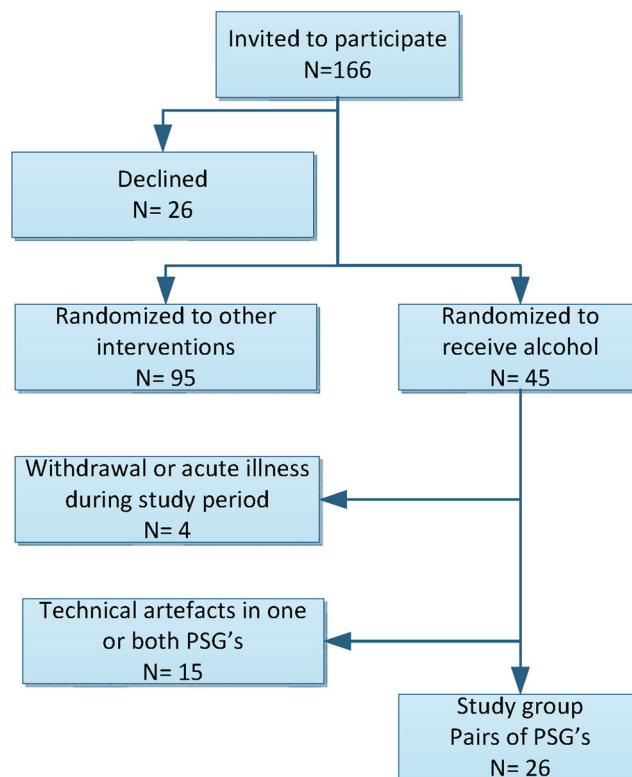 Invited to participate
N=166
Declined
N= 26
Randomized to other
interventions
N= 95
Randomized to
receive alcohol
N= 45
Withdrawal or acute illness
during study period
N= 4
Technical artefacts in one
or both PSG's
N= 15
Study group
Pairs of PSG's
N= 26